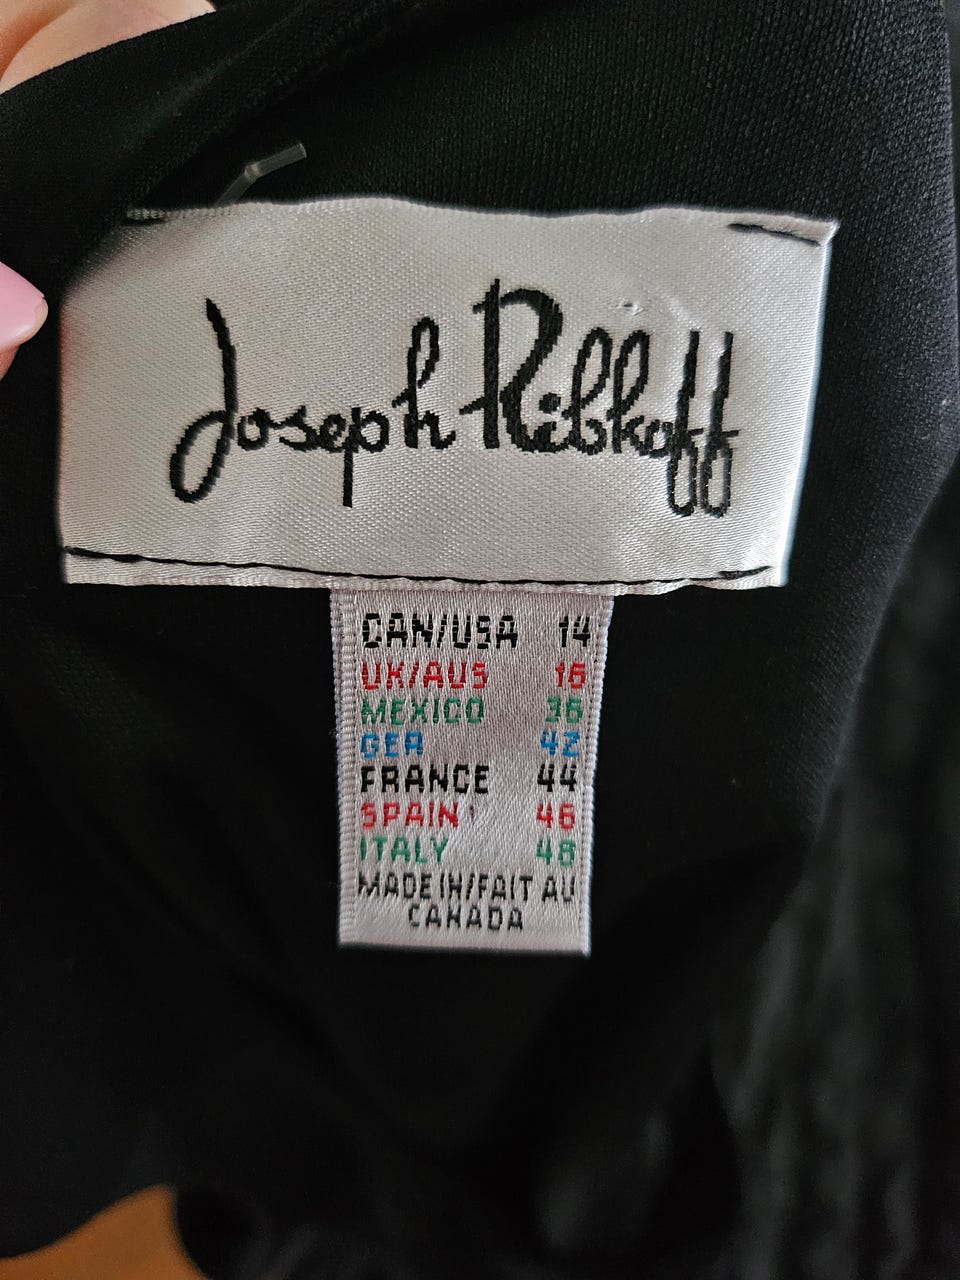 Joseph Ribkoff
CAN/USA 14
UK/AUS 16
MEXICO 36
GER 42
FRANCE 44
SPAIN 46
ITALY 48
MADE IN/FAIT AU
CANADA